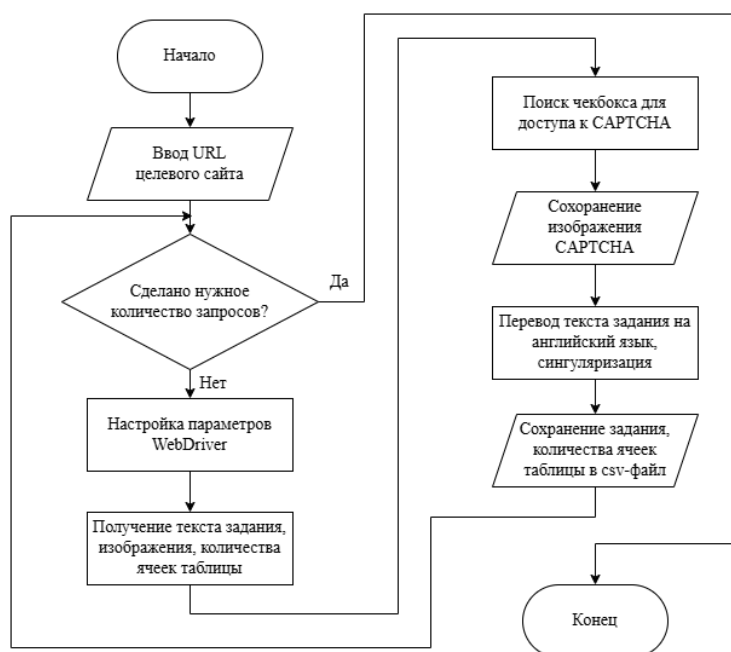 Начало
Ввод URL
целевого сайта
Сделано нужное
количество запросов?
Да
Нет
Настройка параметров
WebDriver
Получение текста задания,
изображения, количества
ячеек таблицы
Поиск чекбокса для
доступа к CAPTCHA
Сохоранение
изображения
CAPTCHA
Перевод текста задания на
английский язык,
сингуляризация
Сохранение задания,
количества ячеек
таблицы в csv-файл
Конец